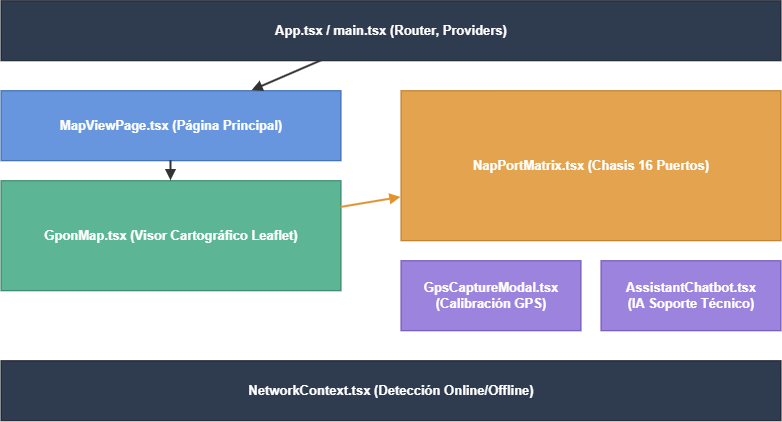 App.tsx / main.tsx (Router, Providers)
MapViewPage.tsx (Página Principal)
NapPortMatrix.tsx (Chasis 16 Puertos)
GponMap.tsx (Visor Cartográfico Leaflet)
GpsCaptureModal.tsx
(Calibración GPS)
AssistantChatbot.tsx
(IA Soporte Técnico)
NetworkContext.tsx (Detección Online/Offline)